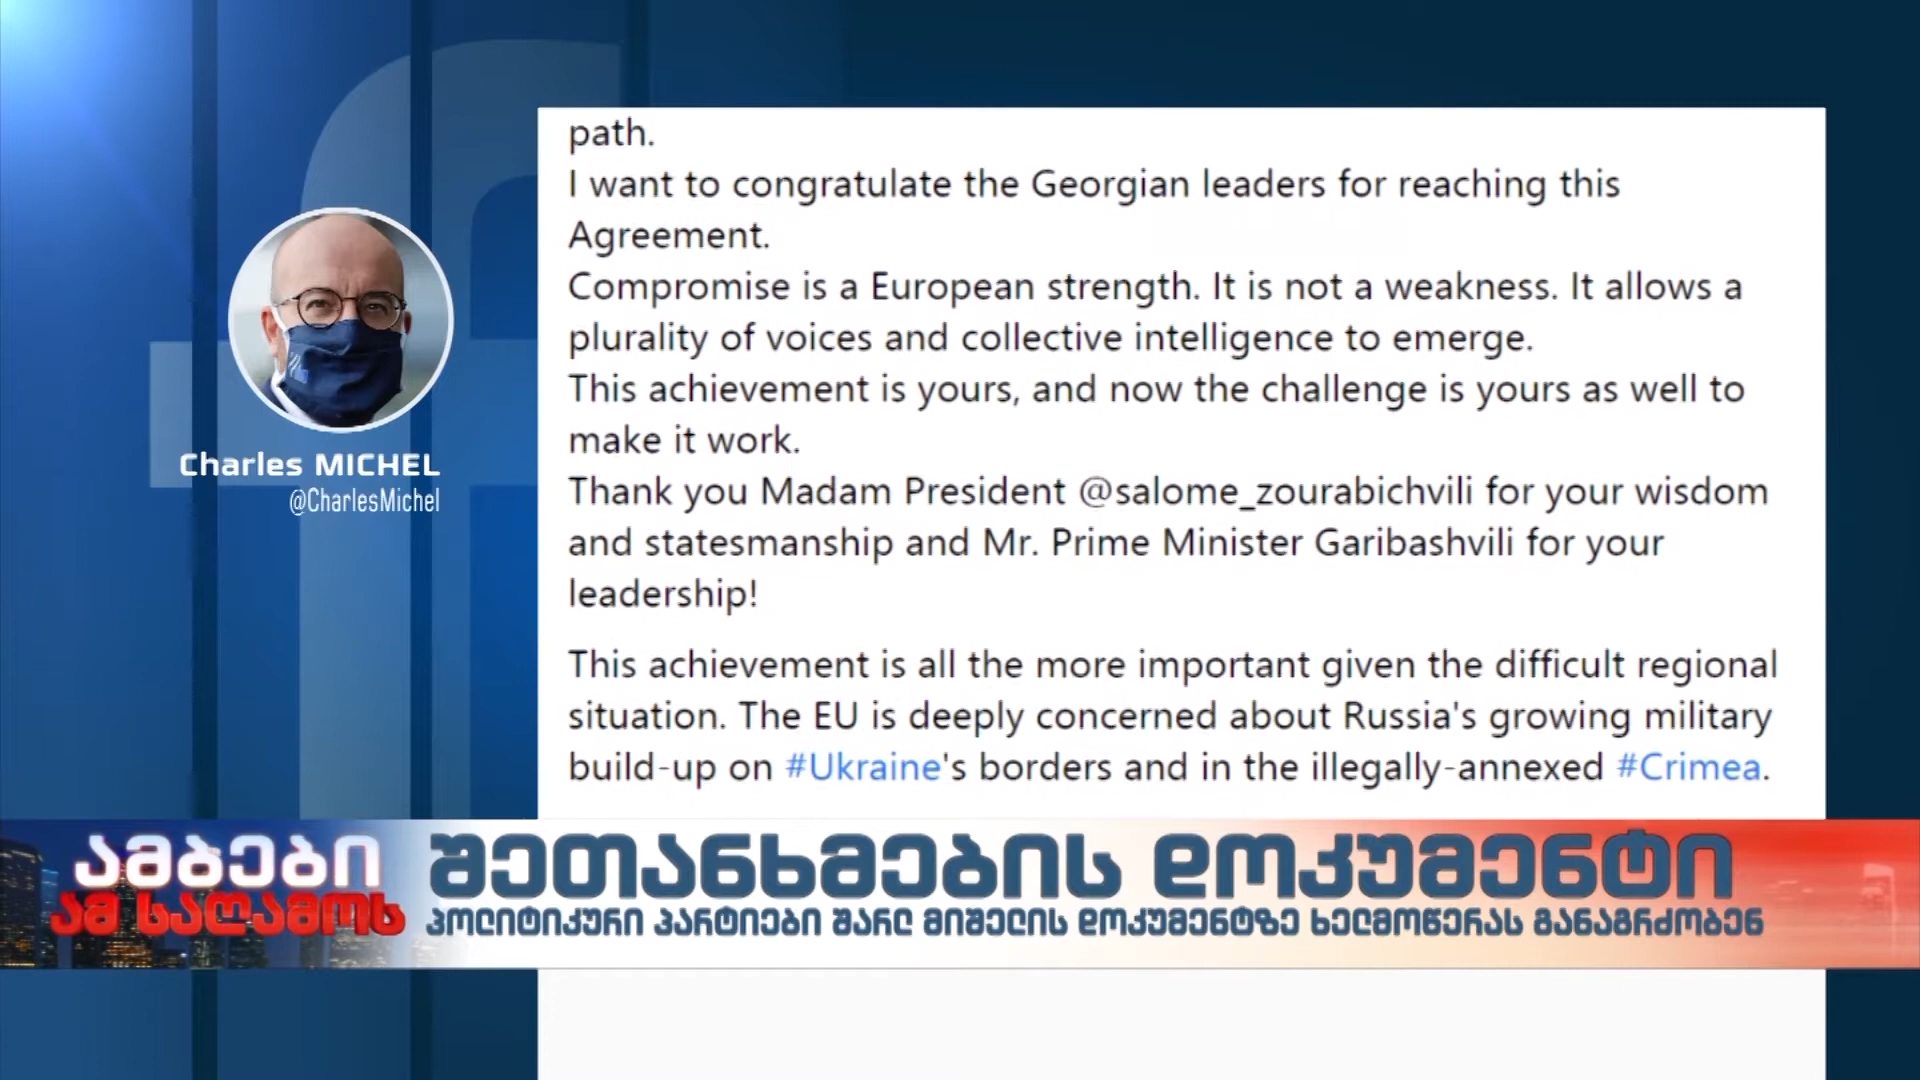 path.
I want to congratulate the Georgian leaders for reaching this
Agreement.
Compromise is a European strength. It is not a weakness. It allows a
plurality of voices and collective intelligence to emerge.
This achievement is yours, and now the challenge is yours as well to
make it work.
Thank you Madam President @salome_zourabichvili for your wisdom
and statesmanship and Mr. Prime Minister Garibashvili for your
leadership!
This achievement is all the more important given the difficult regional
situation. The EU is deeply concerned about Russia's growing military
build-up on #Ukraine's borders and in the illegally-annexed #Crimea.
Charles MICHEL
@CharlesMichel
ამბები
ამ საღამოს
შეთანხმების დოკუმენტი
პოლიტიკური პარტიები შარლ მიშელის დოკუმენტზე ხელმოწერას განაგრძობენ